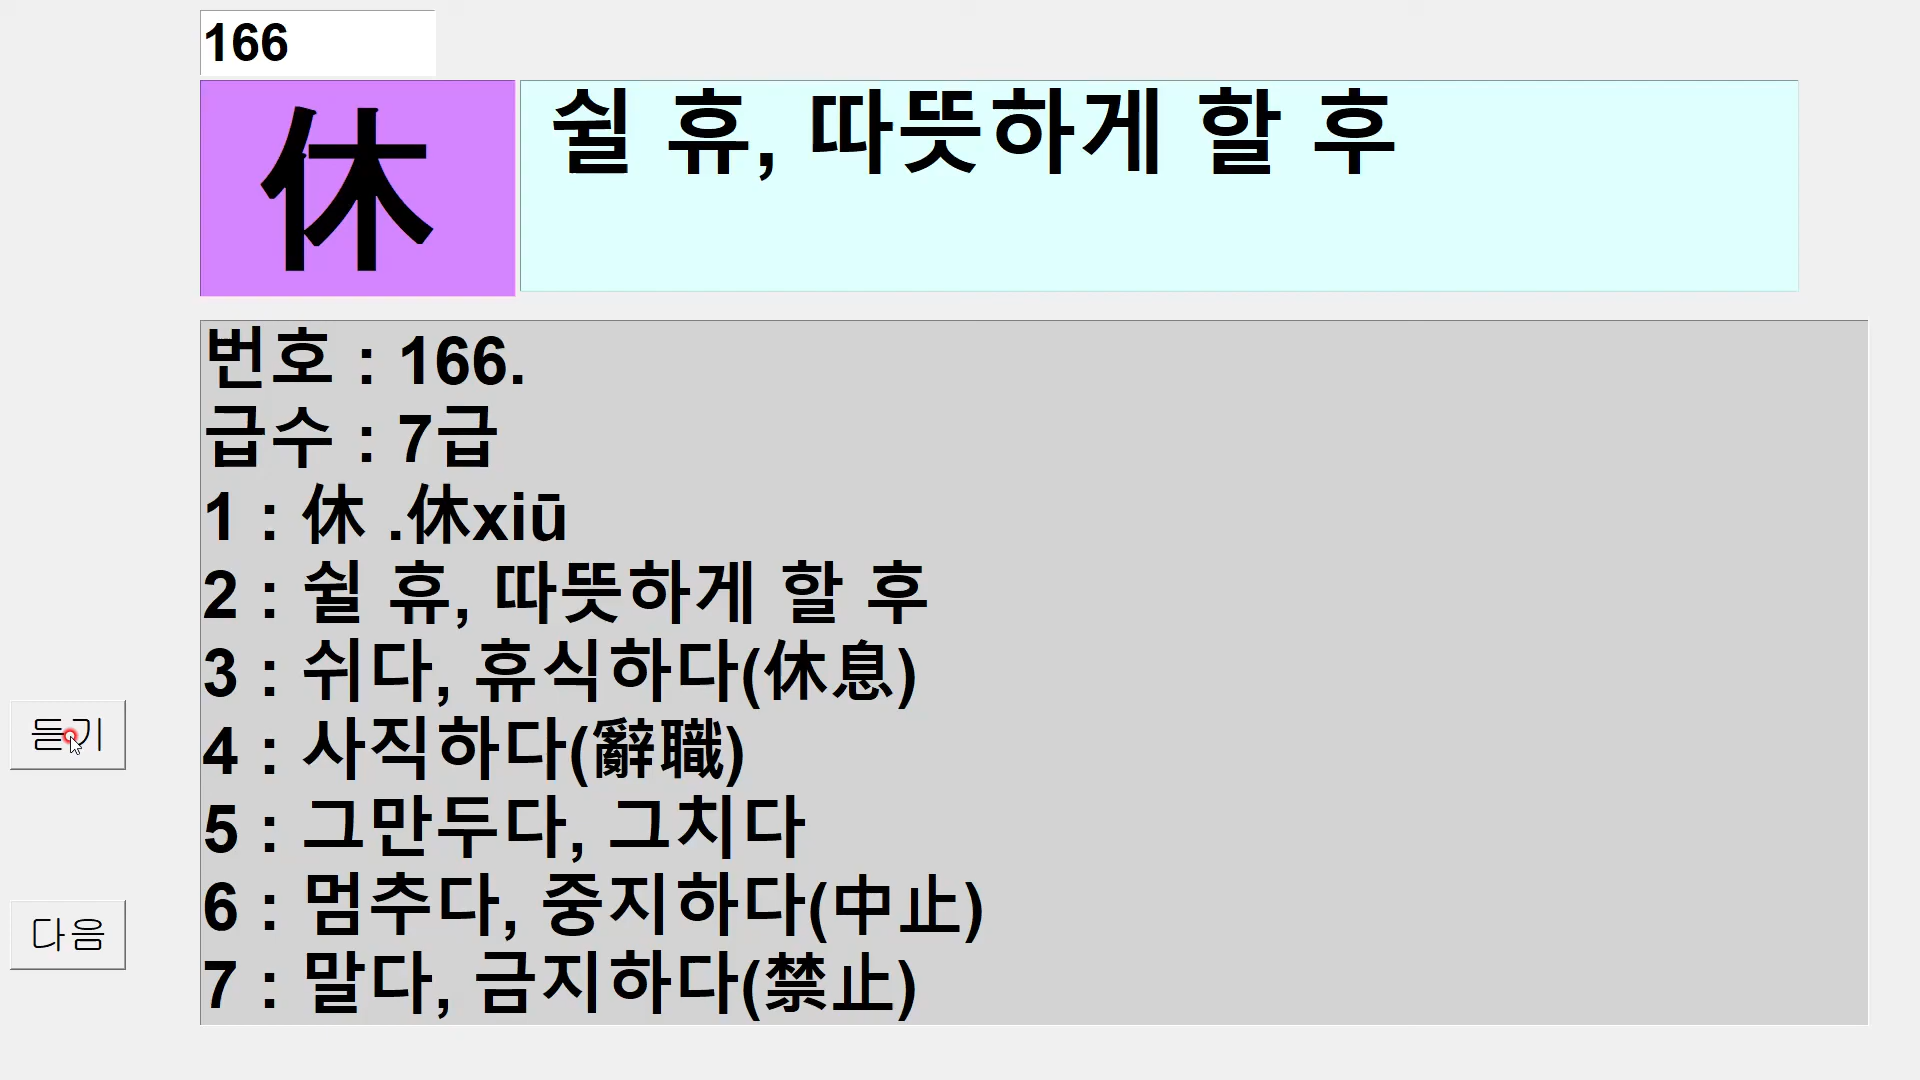 166
休
쉴 휴, 따뜻하게 할 후
번호 : 166.
급수 : 7급
1 : 休 .休xiū
2 : 쉴 휴, 따뜻하게 할 후
3 : 쉬다, 휴식하다(休息)
4 : 사직하다(辭職)
5 : 그만두다, 그치다
6 : 멈추다, 중지하다(中止)
7 : 말다, 금지하다(禁止)
듣기
다음